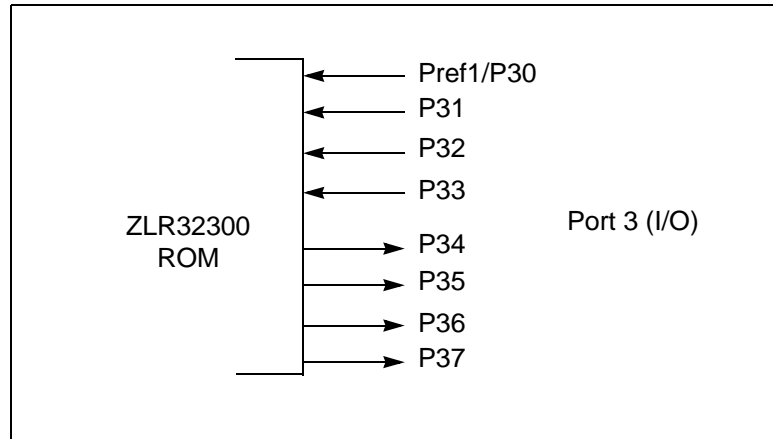 Pref1/P30
P31
P32
P33
ZLR32300
ROM
Port 3 (I/O)
P34
P35
P36
P37